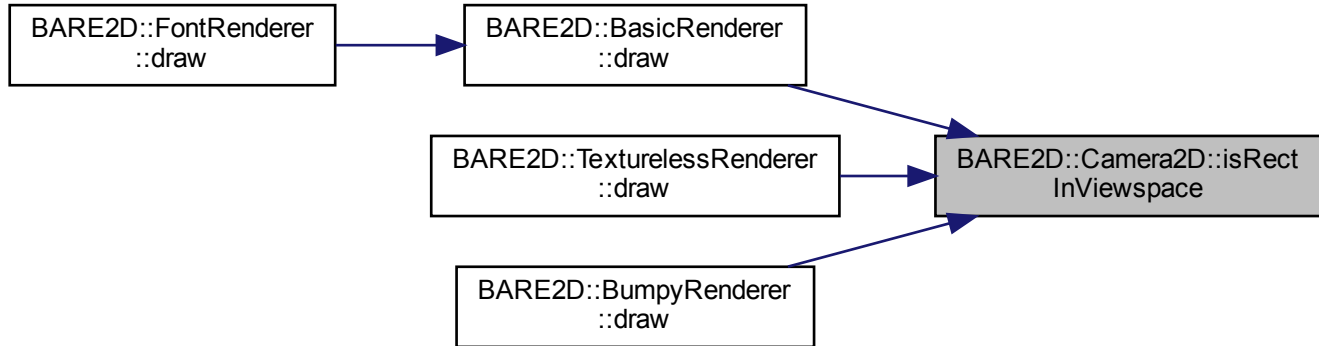 BARE2D::FontRenderer
::draw
BARE2D::BasicRenderer
::draw
BARE2D::TexturelessRenderer
::draw
BARE2D::Camera2D::isRect
InViewspace
BARE2D::BumpyRenderer
::draw